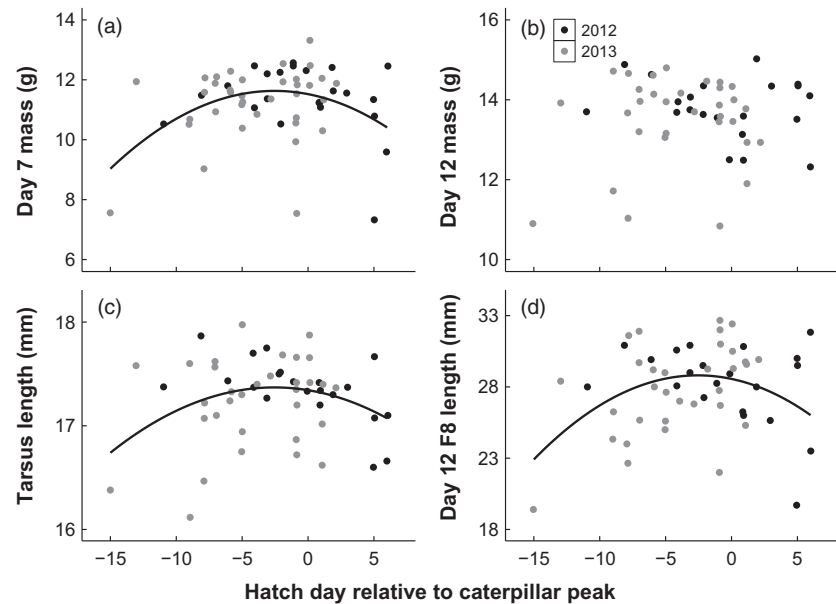 (a)
14
12
10
8
6
Day 7 mass (g)
(b)
2012
2013
16
14
12
10
Day 12 mass (g)
(c)
18
17
16
Tarsus length (mm)
−15 −10 −5 0 5
(d)
33
28
23
18
Day 12 F8 length (mm)
−15 −10 −5 0 5
Hatch day relative to caterpillar peak